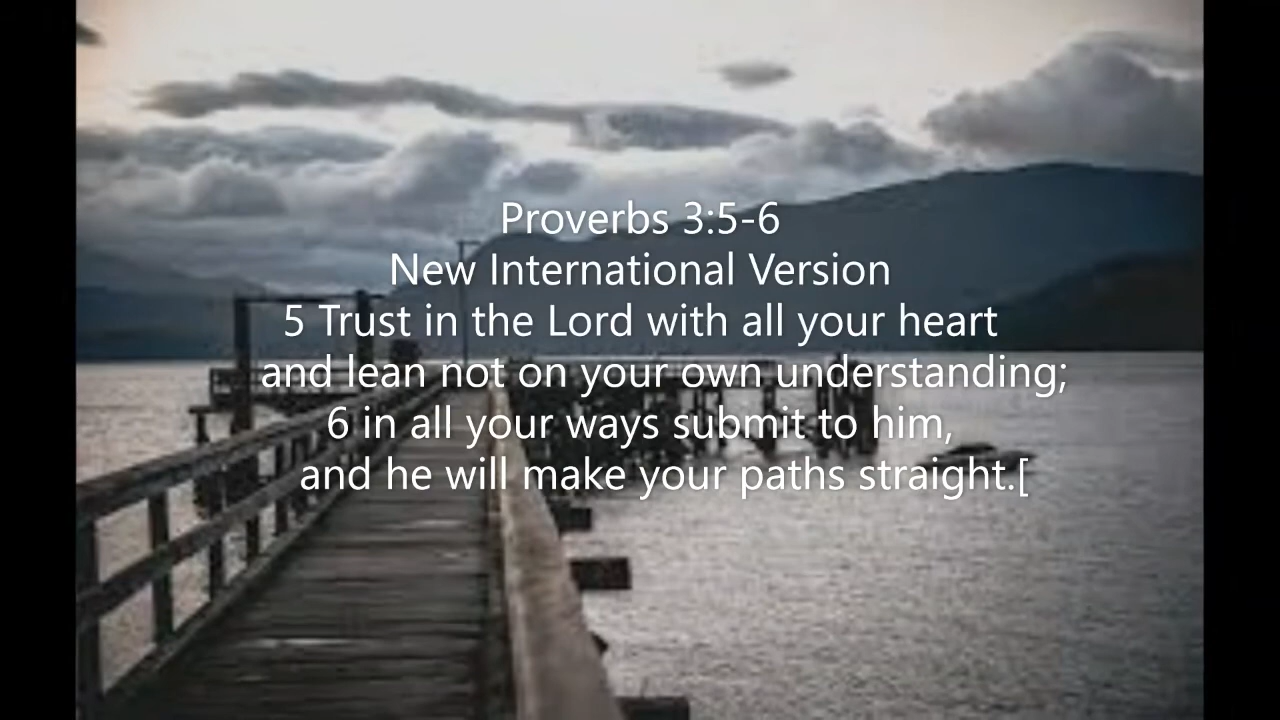 Proverbs 3:5-6
New International Version
5 Trust in the Lord with all your heart
and lean not on your own understanding;
6 in all your ways submit to him,
and he will make your paths straight.[